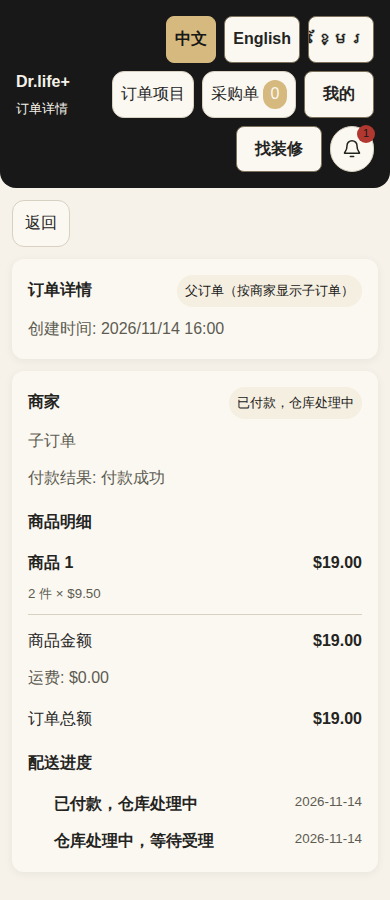 中文 English ខ្មែរ
Dr.life+
订单详情
订单项目 采购单 0 我的
找装修 1
返回
订单详情 父订单（按商家显示子订单）
创建时间: 2026/11/14 16:00
商家 已付款，仓库处理中
子订单
付款结果: 付款成功
商品明细
商品 1 $19.00
2 件 × $9.50
商品金额 $19.00
运费: $0.00
订单总额 $19.00
配送进度
已付款，仓库处理中 2026-11-14
仓库处理中，等待受理 2026-11-14